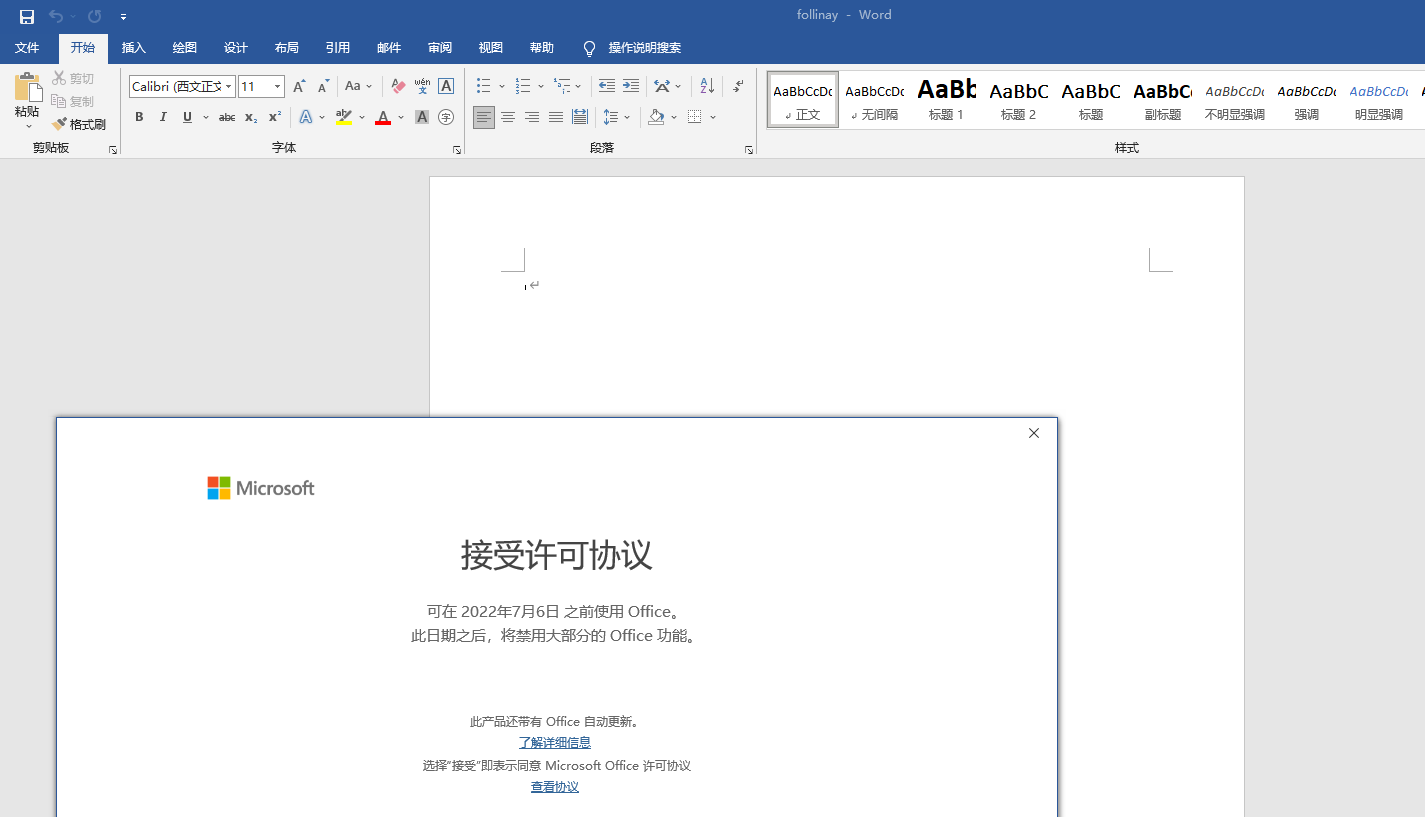 follinay - Word
文件 开始 插入 绘图 设计 布局 引用 邮件 审阅 视图 帮助 操作说明搜索
粘贴
剪切
复制
格式刷
剪贴板
Calibri (西文正文 11
A A Aa A wén 文 A
B I U abc X₂ X² A aby A A 字
字体
段落
AaBbCcDc AaBbCcDc AaBb AaBbC AaBbC AaBbC AaBbCcDc AaBbCcDc AaBbCcDc
正文 无间隔 标题 1 标题 2 标题 副标题 不明显强调 强调 明显强调
样式
Microsoft
接受许可协议
可在 2022年7月6日 之前使用 Office。
此日期之后，将禁用大部分的 Office 功能。
此产品还带有 Office 自动更新。
了解详细信息
选择"接受"即表示同意 Microsoft Office 许可协议
查看协议